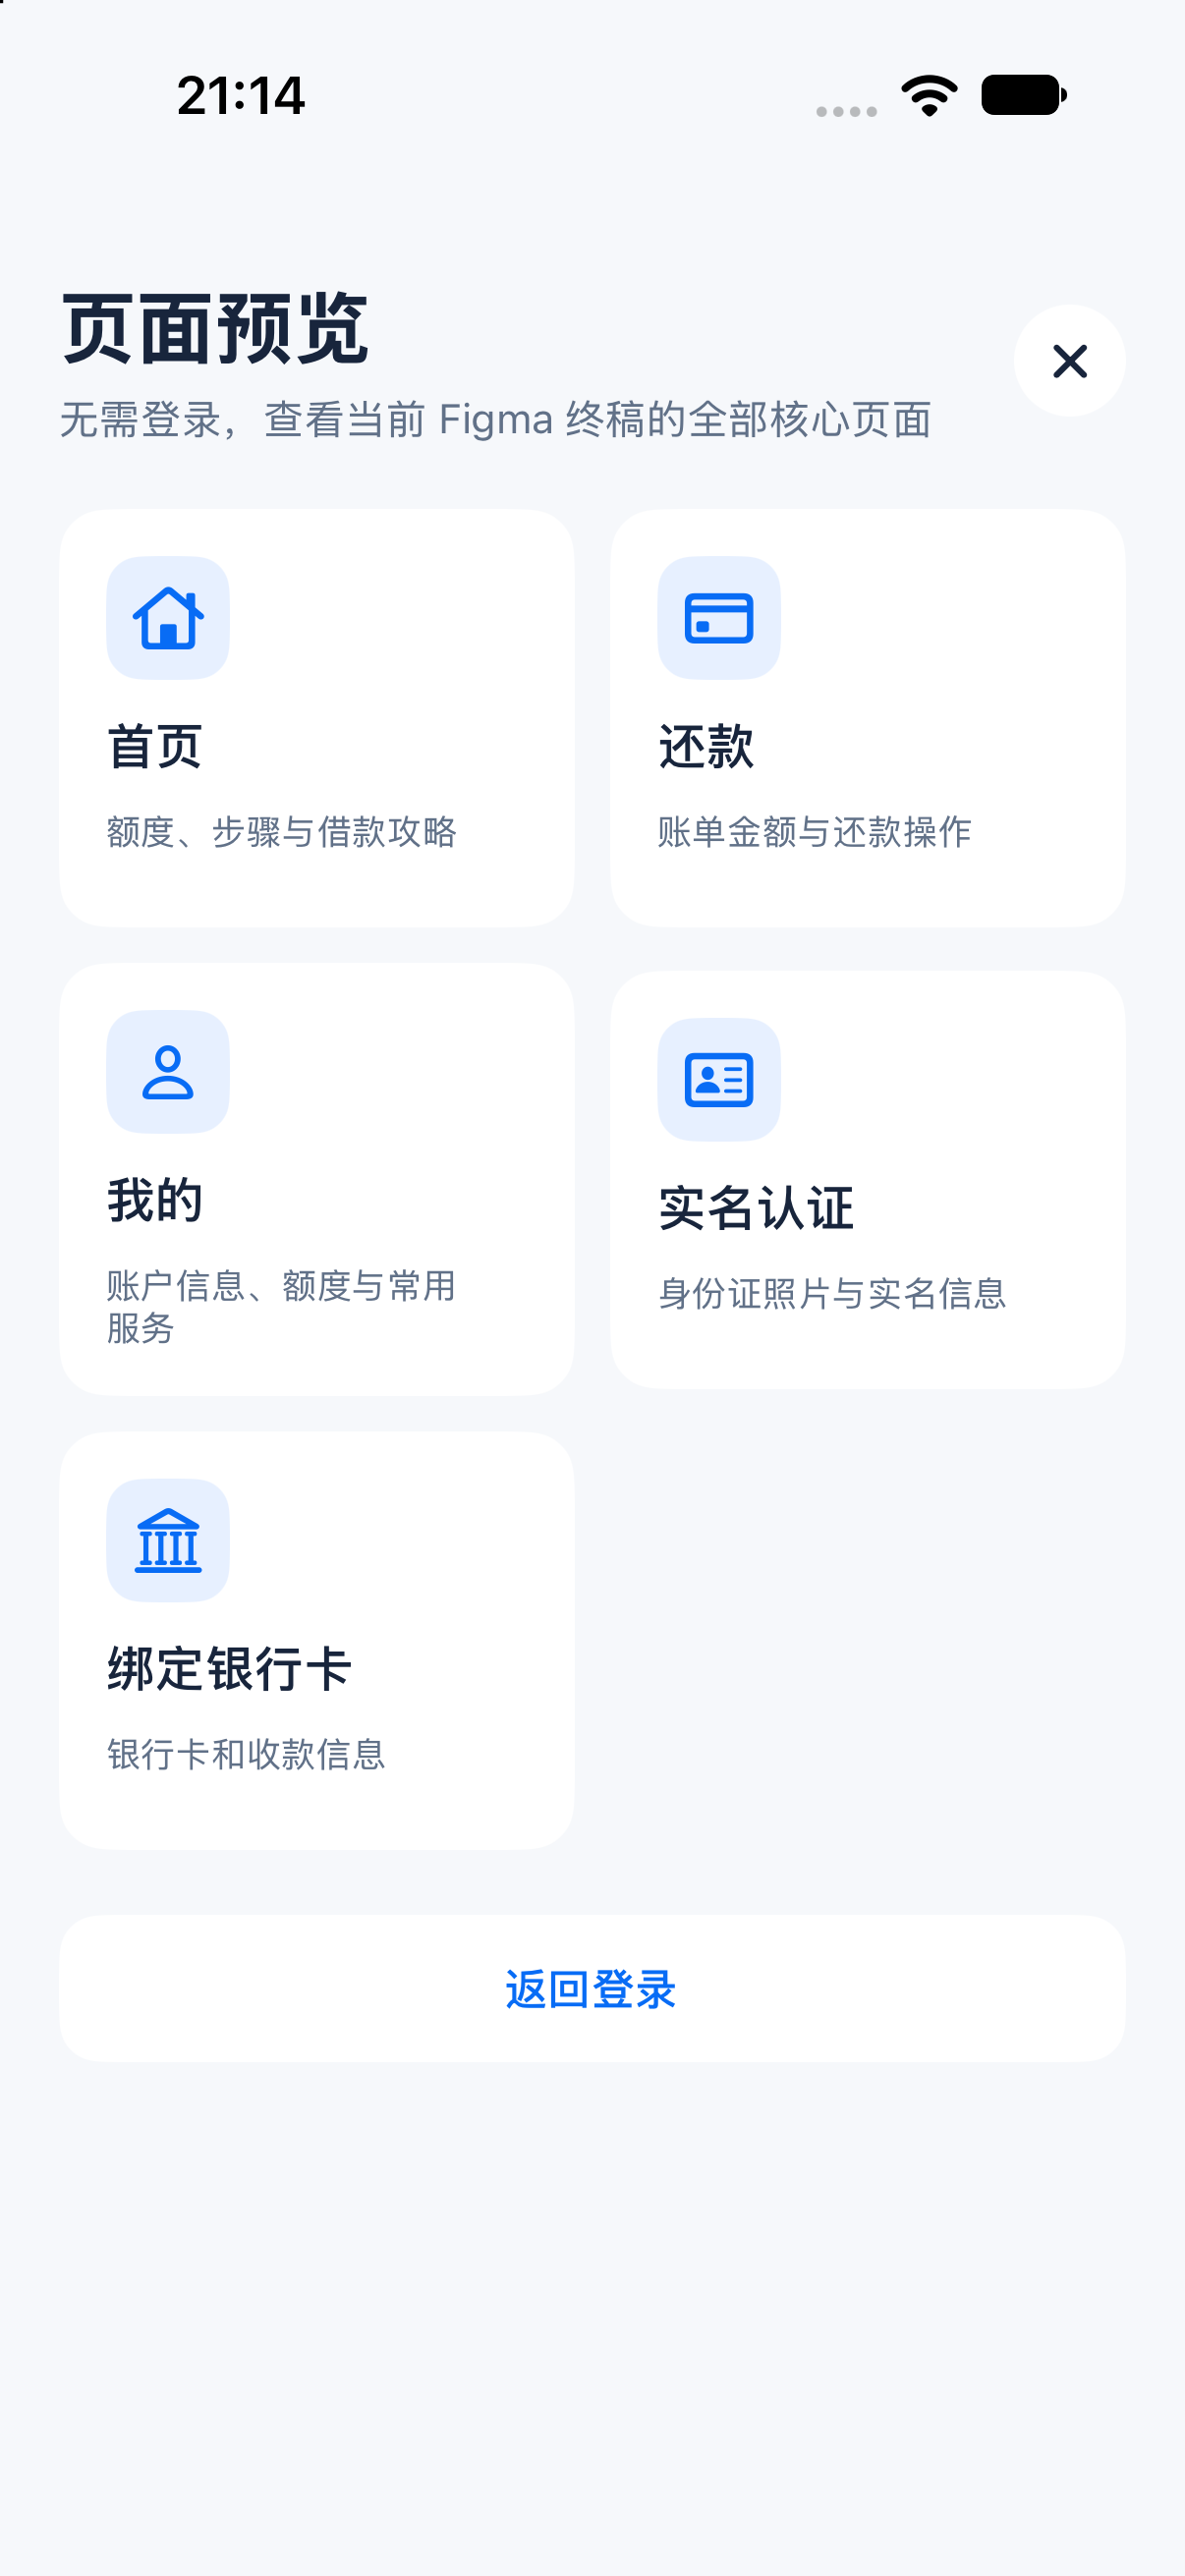 21:14
页面预览
无需登录，查看当前 Figma 终稿的全部核心页面
首页
额度、步骤与借款攻略
还款
账单金额与还款操作
我的
账户信息、额度与常用
服务
实名认证
身份证照片与实名信息
绑定银行卡
银行卡和收款信息
返回登录